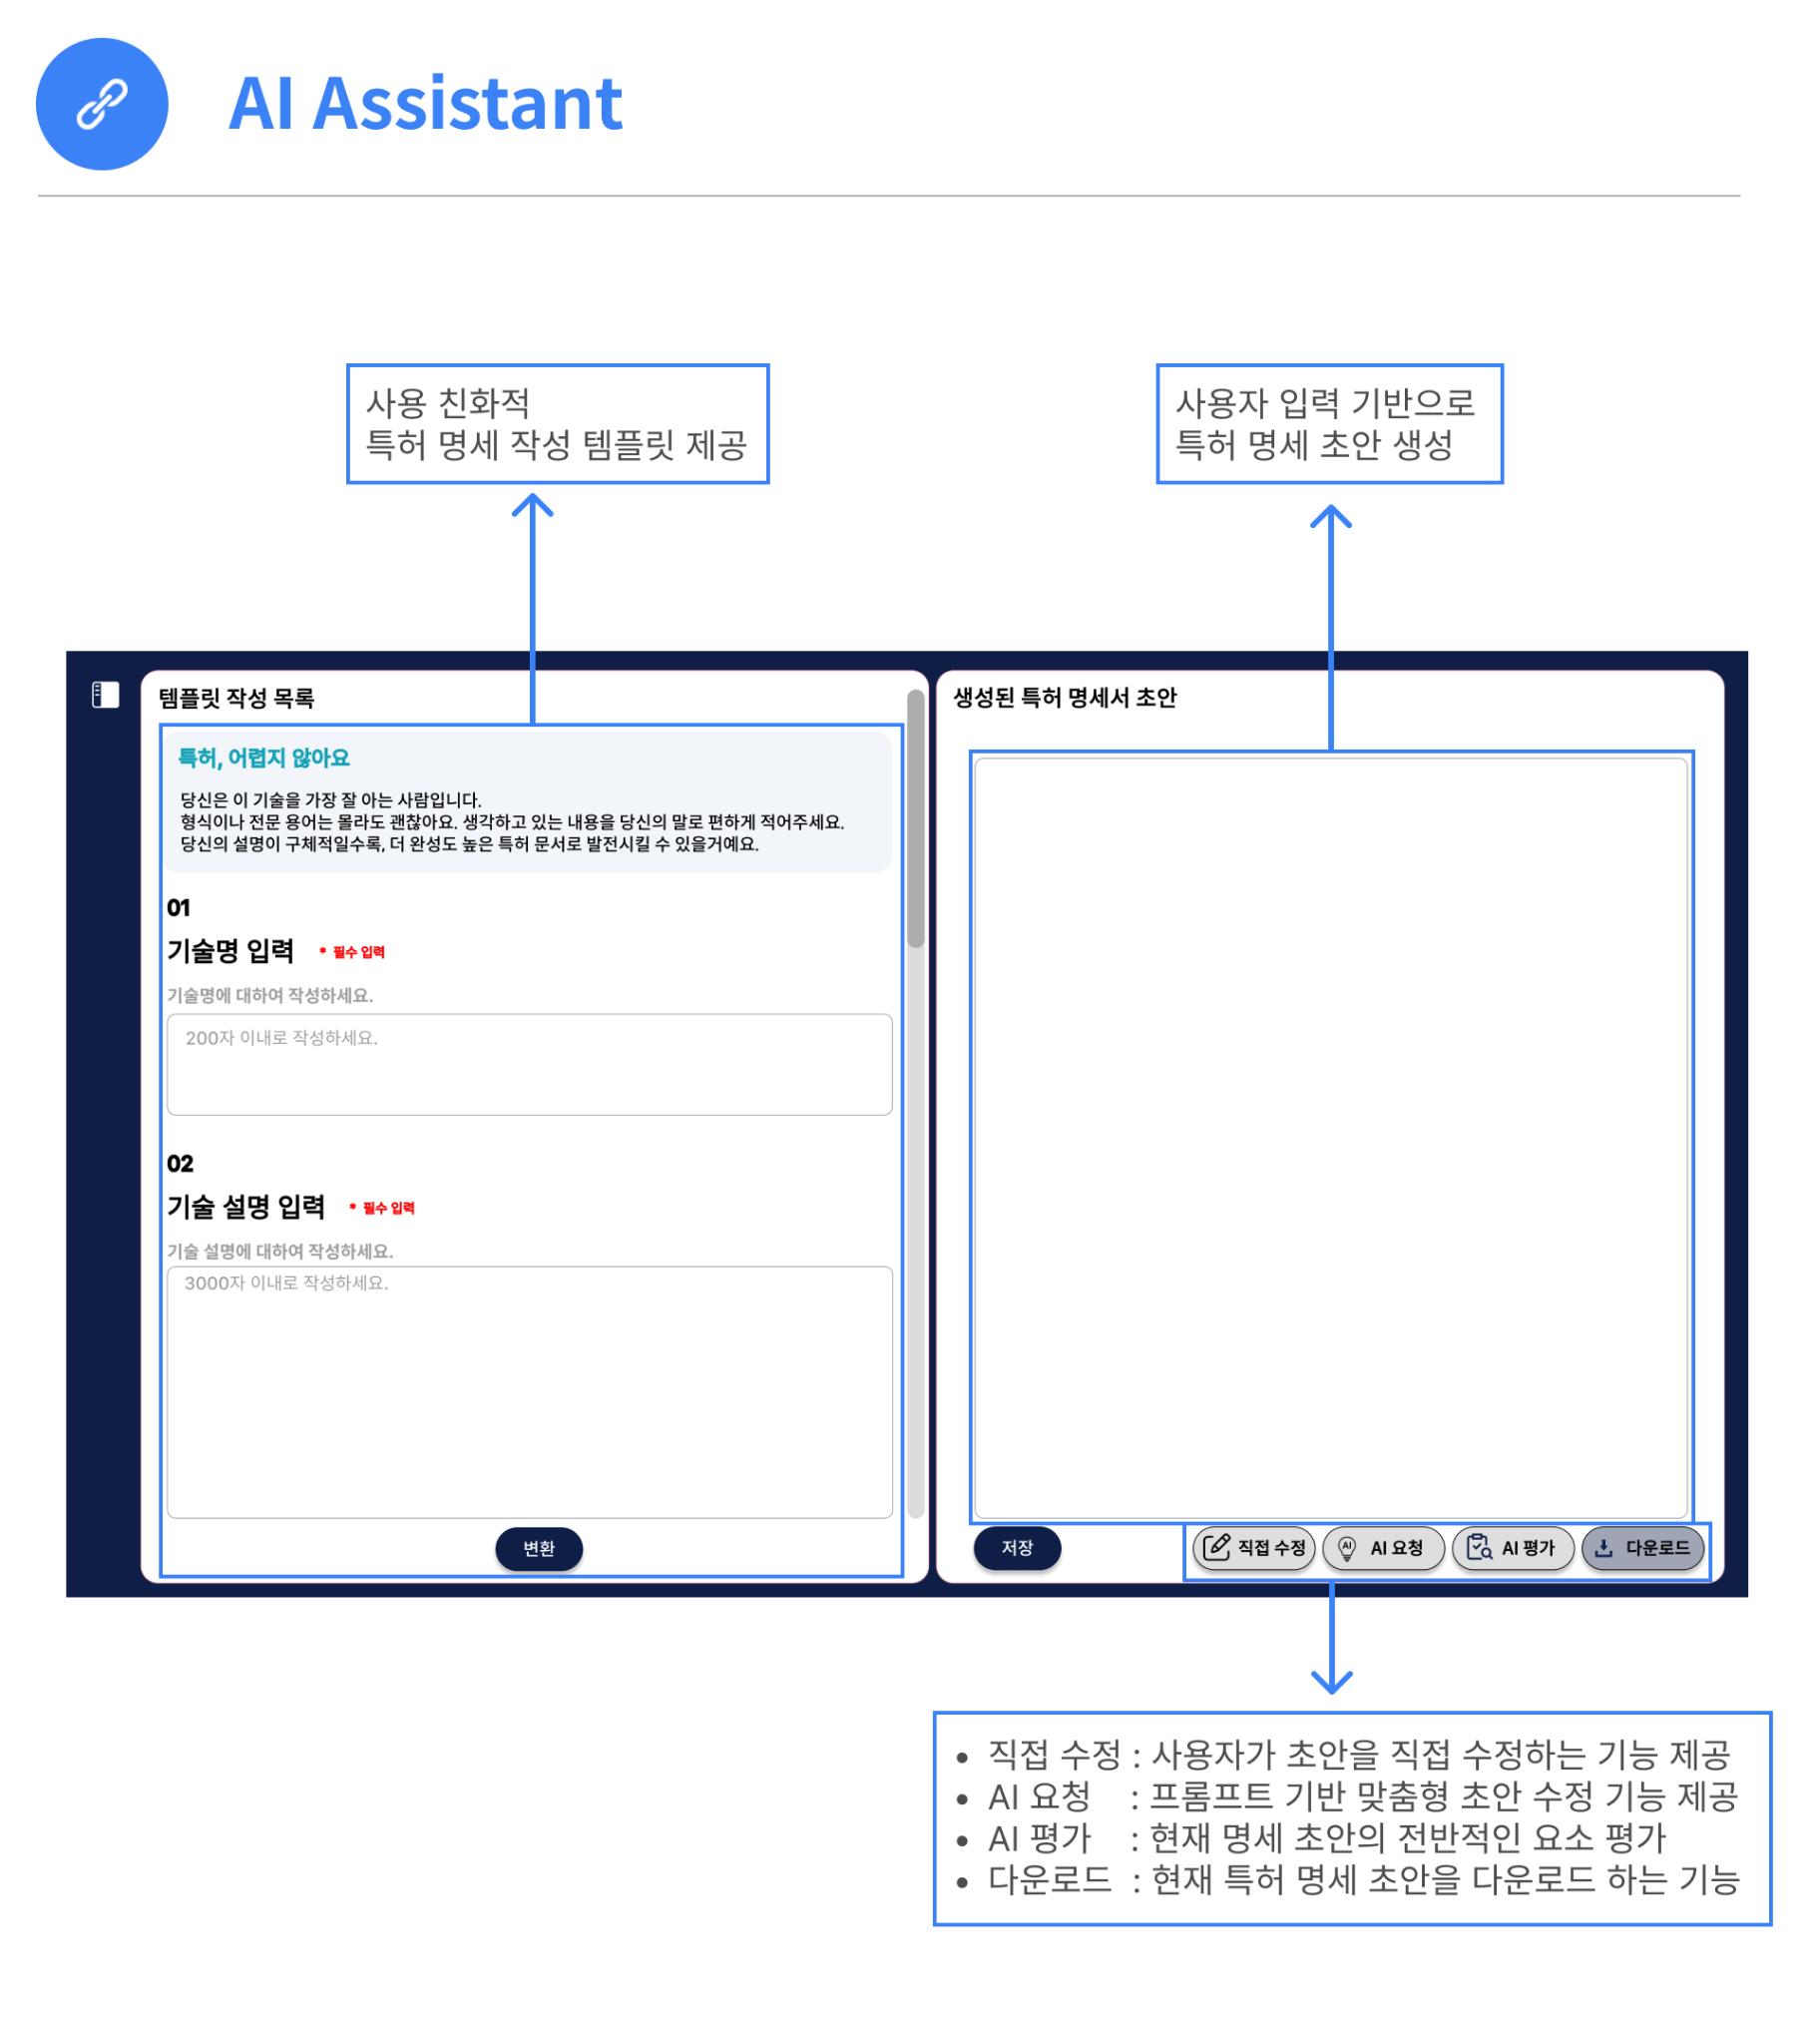 AI Assistant
사용 친화적
특허 명세 작성 템플릿 제공
사용자 입력 기반으로
특허 명세 초안 생성
템플릿 작성 목록
특허, 어렵지 않아요
당신은 이 기술을 가장 잘 아는 사람입니다.
형식이나 전문 용어는 몰라도 괜찮아요. 생각하고 있는 내용을 당신의 말로 편하게 적어주세요.
당신의 설명이 구체적일수록, 더 완성도 높은 특허 문서로 발전시킬 수 있을거예요.
01
기술명 입력 * 필수 입력
기술명에 대하여 작성하세요.
200자 이내로 작성하세요.
02
기술 설명 입력 * 필수 입력
기술 설명에 대하여 작성하세요.
3000자 이내로 작성하세요.
변환
생성된 특허 명세서 초안
저장 직접 수정 AI AI 요청 AI 평가 다운로드
• 직접 수정 : 사용자가 초안을 직접 수정하는 기능 제공
• AI 요청 : 프롬프트 기반 맞춤형 초안 수정 기능 제공
• AI 평가 : 현재 명세 초안의 전반적인 요소 평가
• 다운로드 : 현재 특허 명세 초안을 다운로드 하는 기능